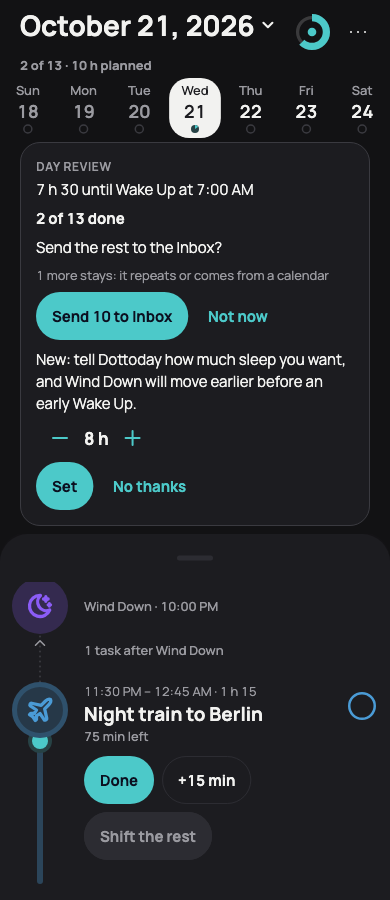 October 21, 2026
2 of 13 · 10 h planned
Sun Mon Tue Wed Thu Fri Sat
18 19 20 21 22 23 24
DAY REVIEW
7 h 30 until Wake Up at 7:00 AM
2 of 13 done
Send the rest to the Inbox?
1 more stays: it repeats or comes from a calendar
Send 10 to Inbox Not now
New: tell Dottoday how much sleep you want,
and Wind Down will move earlier before an
early Wake Up.
8 h
Set No thanks
Wind Down · 10:00 PM
1 task after Wind Down
11:30 PM – 12:45 AM · 1 h 15
Night train to Berlin
75 min left
Done +15 min
Shift the rest